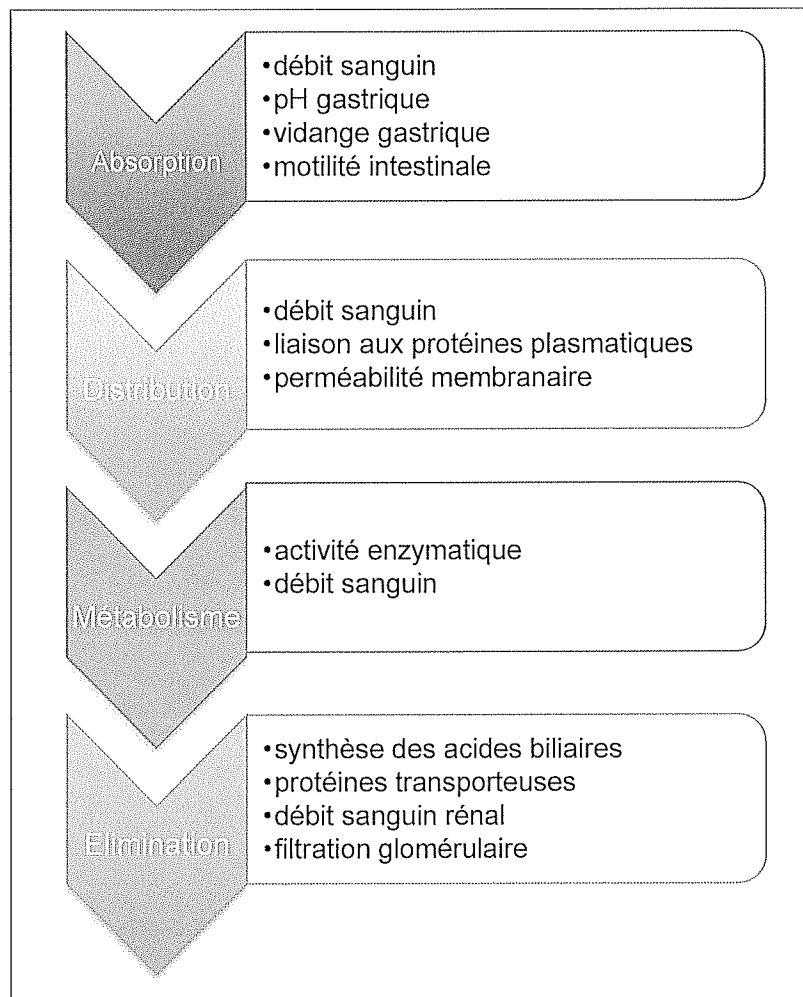 Absorption
•débit sanguin
•pH gastrique
•vidange gastrique
•motilité intestinale
Distribution
•débit sanguin
•liaison aux protéines plasmatiques
•perméabilité membranaire
Métabolisme
•activité enzymatique
•débit sanguin
Elimination
•synthèse des acides biliaires
•protéines transporteuses
•débit sanguin rénal
•filtration glomérulaire